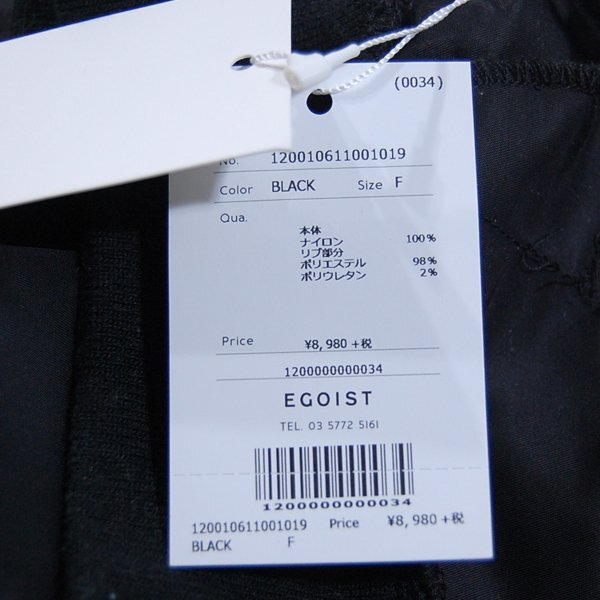 (0034)
No. 120010611001019
Color BLACK Size F
Qua.
本体
ナイロン 100%
リブ部分
ポリエステル 98%
ポリウレタン 2%
Price ¥8,980 +税
1200000000034
EGOIST
TEL. 03 5772 5161
1200000000034
120010611001019 Price ¥8,980 +税
BLACK F